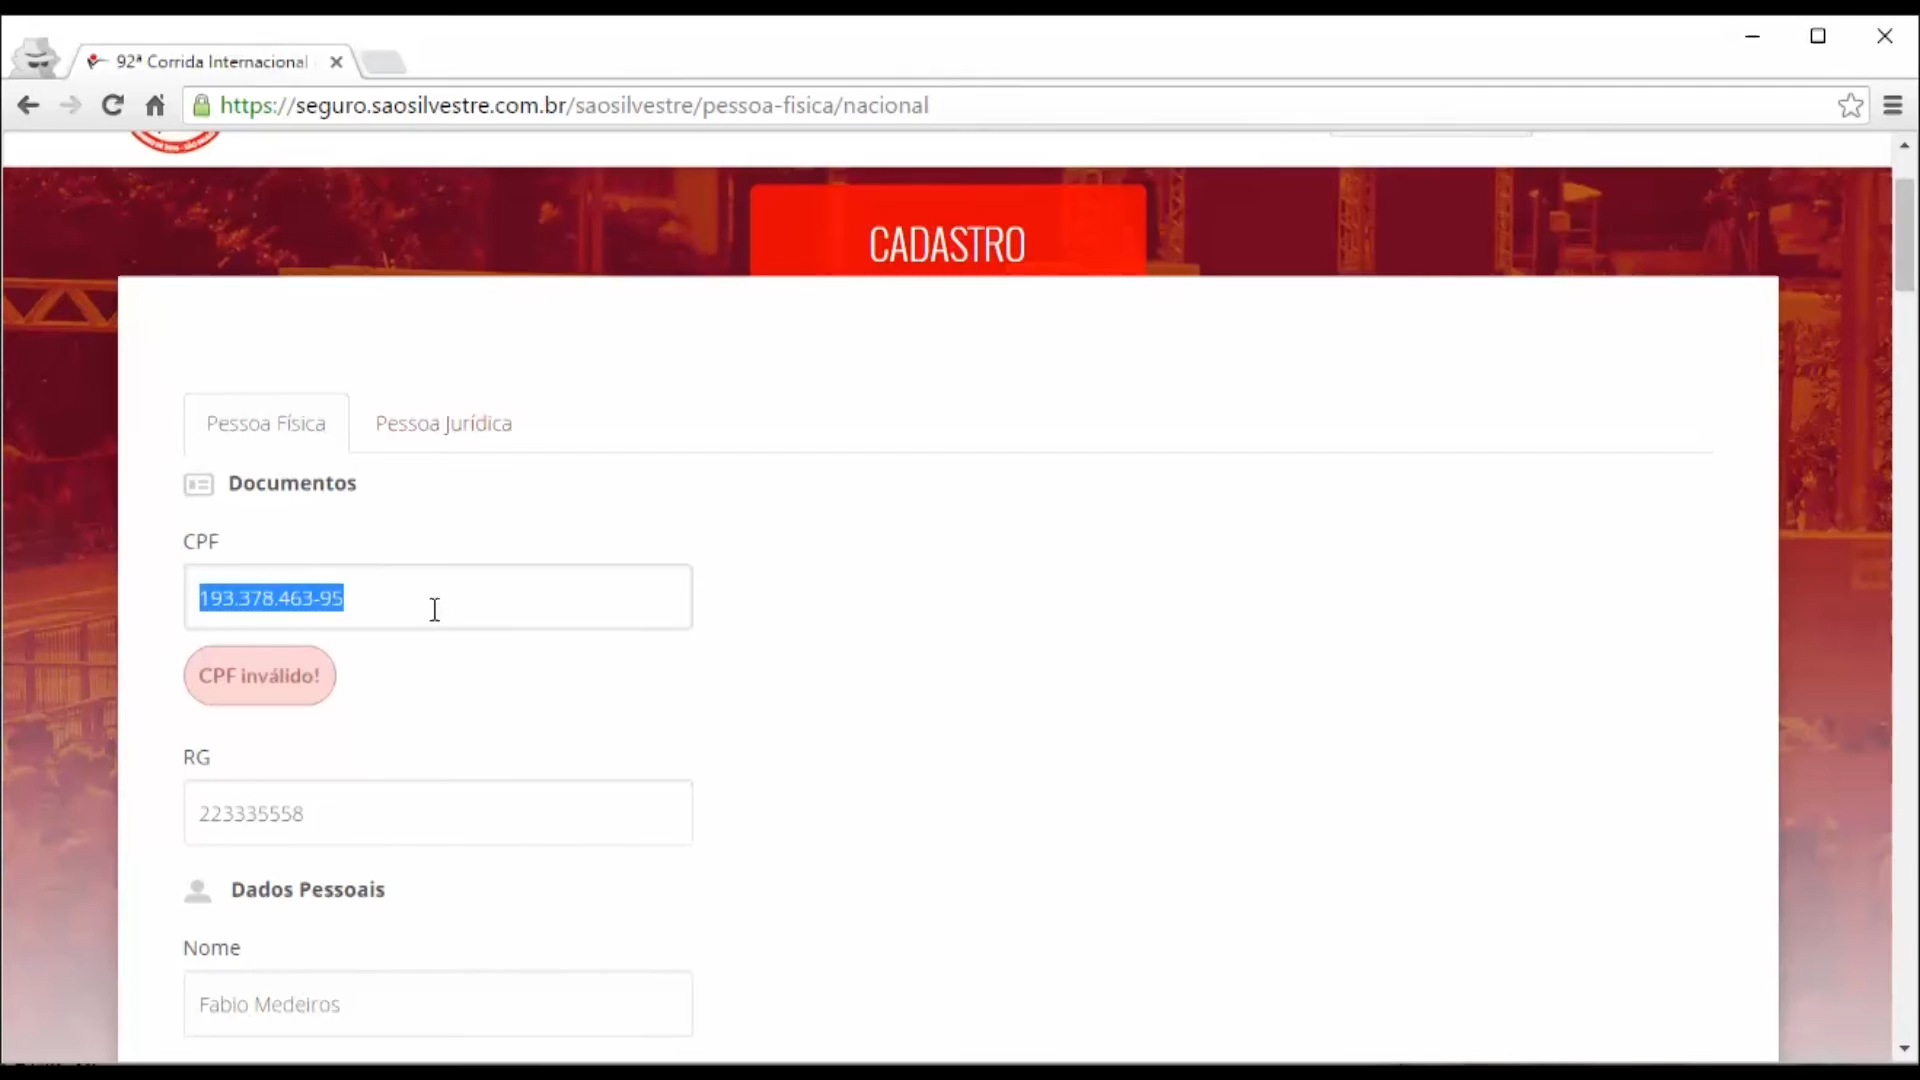 92ª Corrida Internacional
https://seguro.saosilvestre.com.br/saosilvestre/pessoa-fisica/nacional
CADASTRO
Pessoa Física
Pessoa Jurídica
Documentos
CPF
193.378.463-95
CPF inválido!
RG
223335558
Dados Pessoais
Nome
Fabio Medeiros